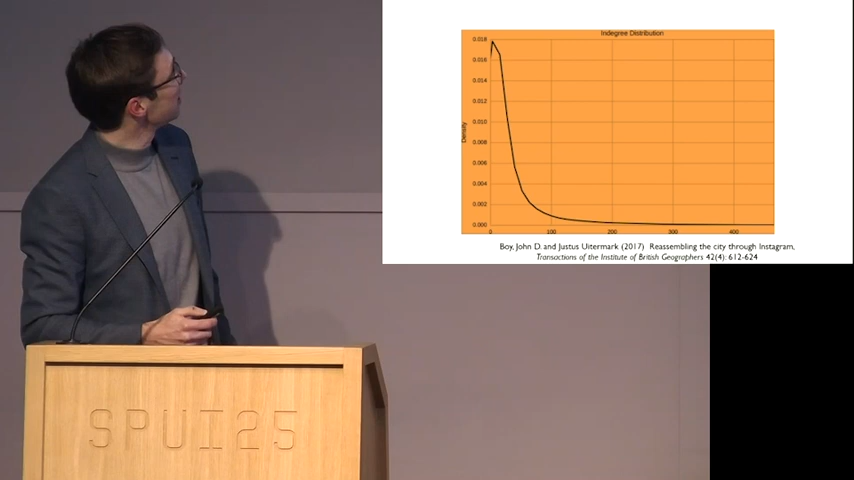 Indegree Distribution
0.018
0.016
0.014
0.012
0.010
0.008
0.006
0.004
0.002
0.000
Density
0 100 200 300 400
Boy, John D. and Justus Uitermark (2017) Reassembling the city through Instagram,
Transactions of the Institute of British Geographers 42(4): 612-624
SPUI25